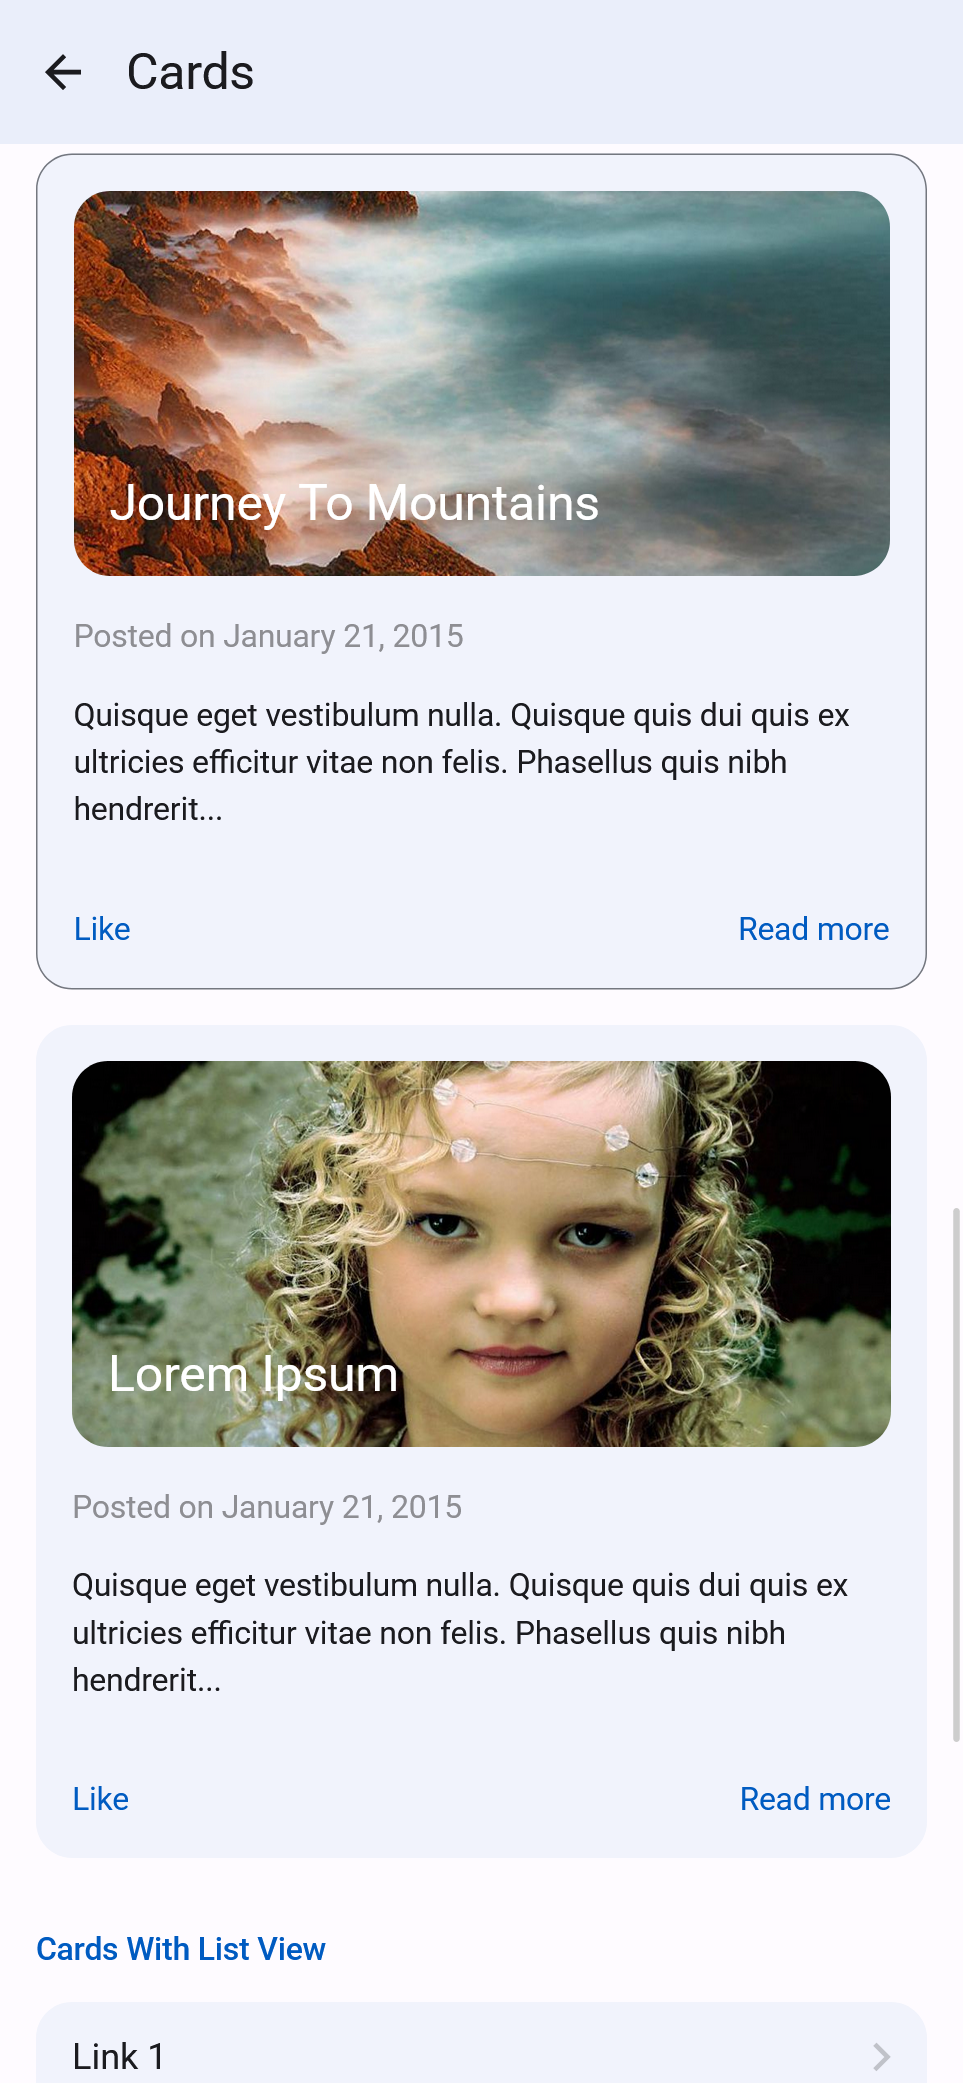 Cards
Journey To Mountains
Posted on January 21, 2015
Quisque eget vestibulum nulla. Quisque quis dui quis ex
ultricies efficitur vitae non felis. Phasellus quis nibh
hendrerit...
Like
Read more
Lorem Ipsum
Posted on January 21, 2015
Quisque eget vestibulum nulla. Quisque quis dui quis ex
ultricies efficitur vitae non felis. Phasellus quis nibh
hendrerit...
Like
Read more
Cards With List View
Link 1